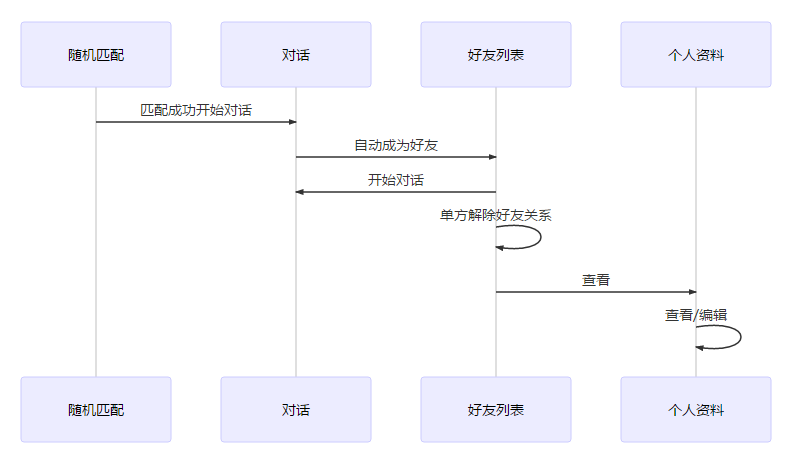 随机匹配
对话
好友列表
个人资料
匹配成功开始对话
自动成为好友
开始对话
单方解除好友关系
查看
查看/编辑
随机匹配
对话
好友列表
个人资料